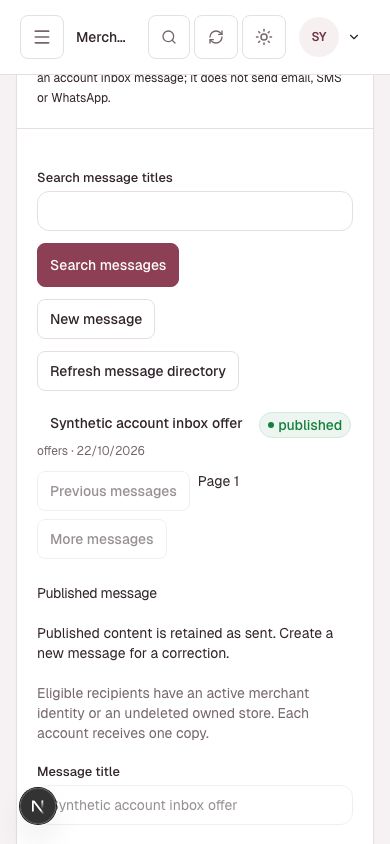 Merch...
SY
an account inbox message; it does not send email, SMS
or WhatsApp.
Search message titles
Search messages
New message
Refresh message directory
Synthetic account inbox offer
published
offers · 22/10/2026
Previous messages
Page 1
More messages
Published message
Published content is retained as sent. Create a
new message for a correction.
Eligible recipients have an active merchant
identity or an undeleted owned store. Each
account receives one copy.
Message title
N
ynthetic account inbox offer